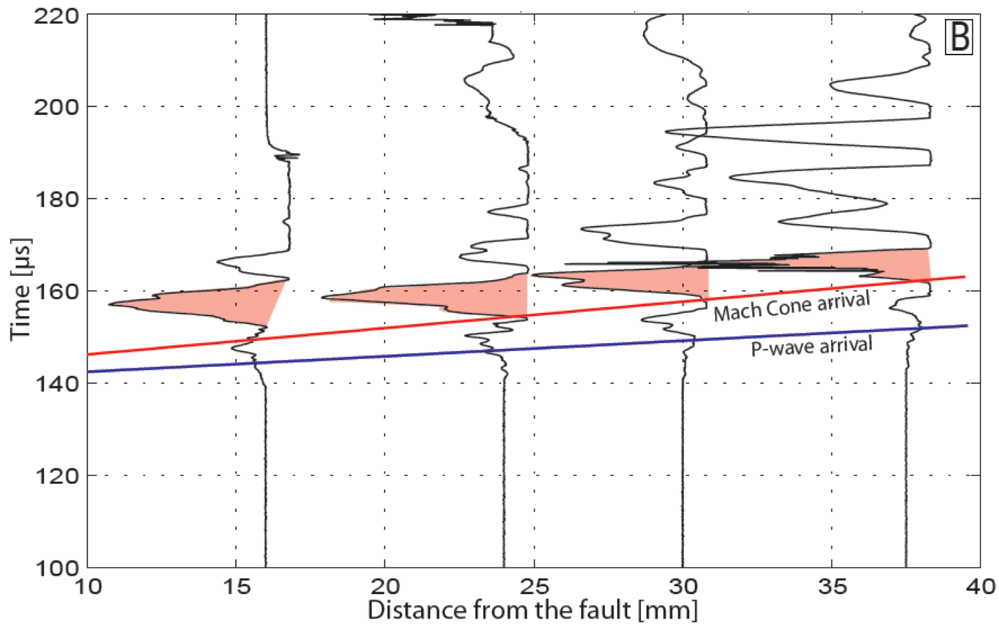 220
B
200
180
160
Mach Cone arrival
P-wave arrival
140
120
100
Time [µs]
10 15 20 25 30 35 40
Distance from the fault [mm]